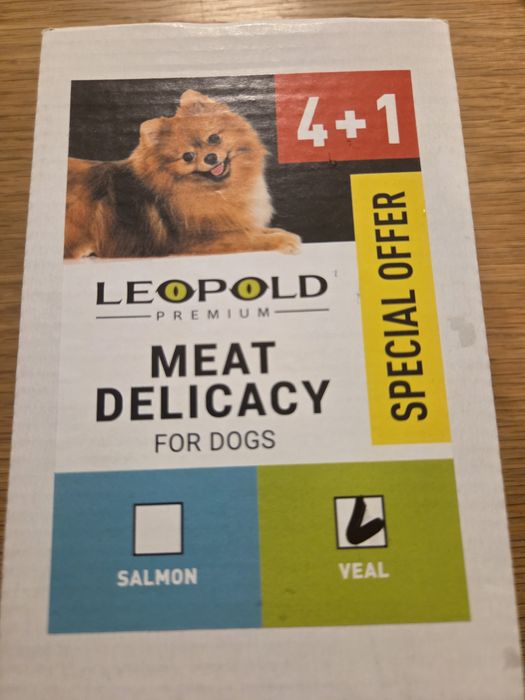 4+1
SPECIAL OFFER
LEOPOLD
PREMIUM
MEAT
DELICACY
FOR DOGS
SALMON
VEAL